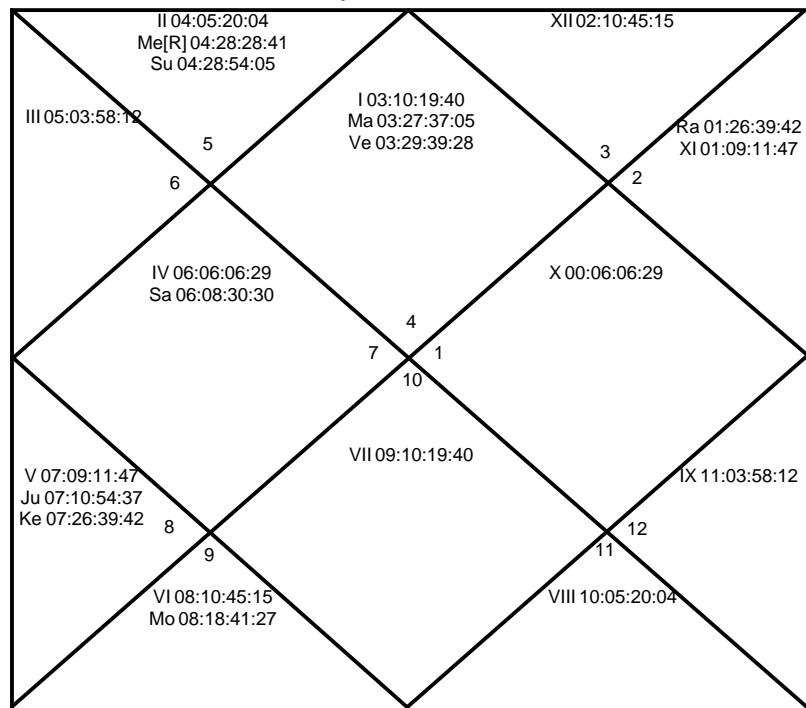 II 04:05:20:04
Me[R] 04:28:28:41
Su 04:28:54:05
XII 02:10:45:15
III 05:03:58:12
I 03:10:19:40
Ma 03:27:37:05
Ve 03:29:39:28
Ra 01:26:39:42
XI 01:09:11:47
5
3
6
2
IV 06:06:06:29
Sa 06:08:30:30
X 00:06:06:29
4
7
1
10
VII 09:10:19:40
V 07:09:11:47
Ju 07:10:54:37
Ke 07:26:39:42
IX 11:03:58:12
8
12
9
11
VI 08:10:45:15
Mo 08:18:41:27
VIII 10:05:20:04